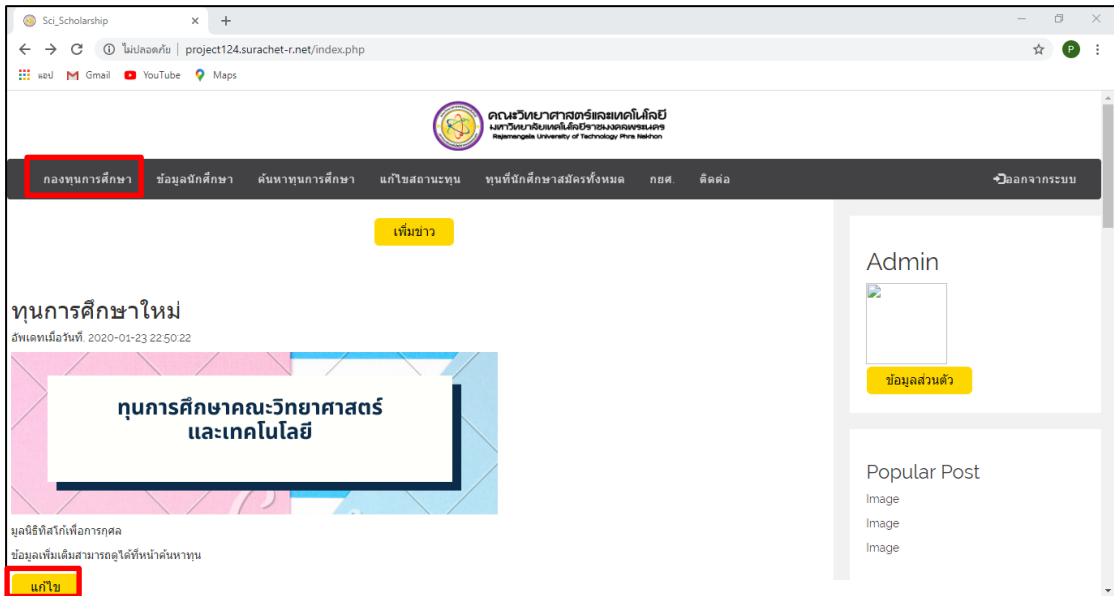 Sci_Scholarship
ไม่ปลอดภัย | project124.surachet-r.net/index.php
P
แอป Gmail YouTube Maps
คณะวิทยาศาสตร์และเทคโนโลยี
มหาวิทยาลัยเทคโนโลยีราชมงคลพระนคร
Rajamangala University of Technology Phra Nakhon
กองทุนการศึกษา ข้อมูลนักศึกษา ค้นหาทุนการศึกษา แก้ไขสถานะทุน ทุนที่นักศึกษาสมัครทั้งหมด กยศ. ติดต่อ ออกจากระบบ
เพิ่มข่าว
ทุนการศึกษาใหม่
อัพเดทเมื่อวันที่. 2020-01-23 22:50:22
ทุนการศึกษาคณะวิทยาศาสตร์
และเทคโนโลยี
มูลนิธิทิสโก้เพื่อการกุศล
ข้อมูลเพิ่มเติมสามารถดูได้ที่หน้าค้นหาทุน
แก้ไข
Admin
ข้อมูลส่วนตัว
Popular Post
Image
Image
Image